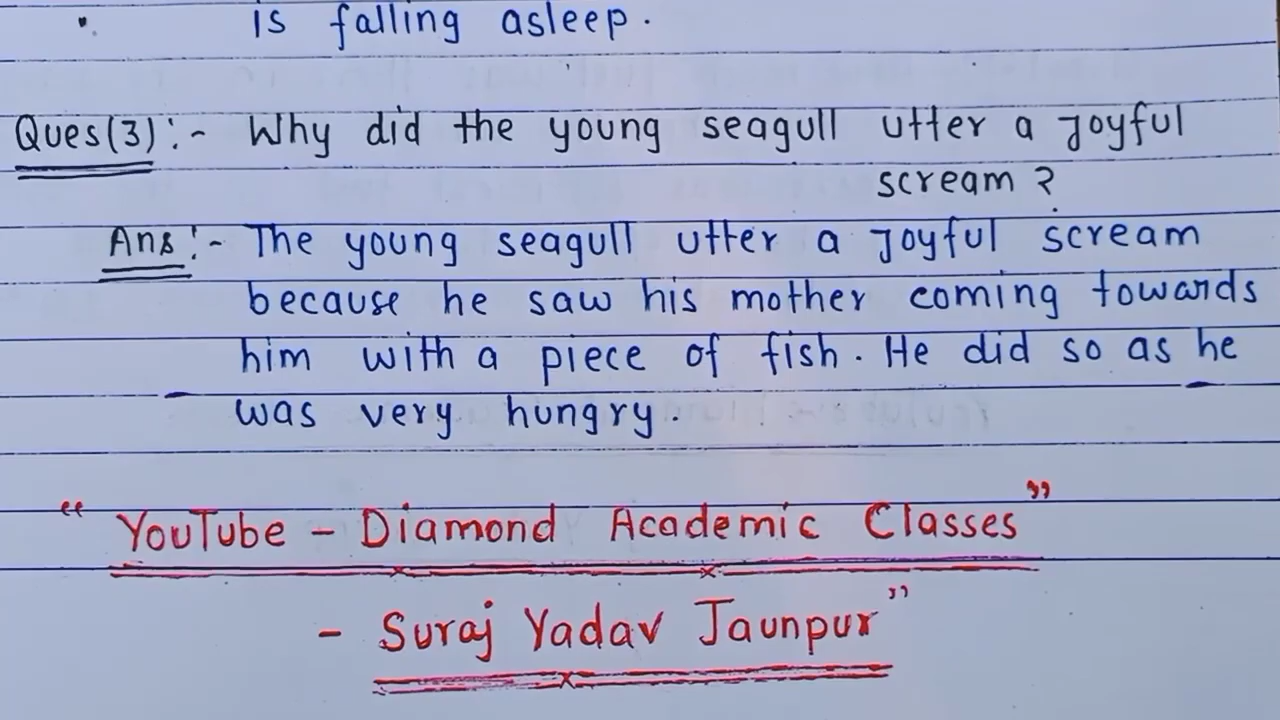 is falling asleep.
Ques(3):- Why did the young seagull utter a joyful
scream?
Ans:- The young seagull utter a joyful scream
because he saw his mother coming towards
him with a piece of fish. He did so as he
was very hungry.
"YouTube - Diamond Academic Classes"
- Suraj Yadav Jaunpur"